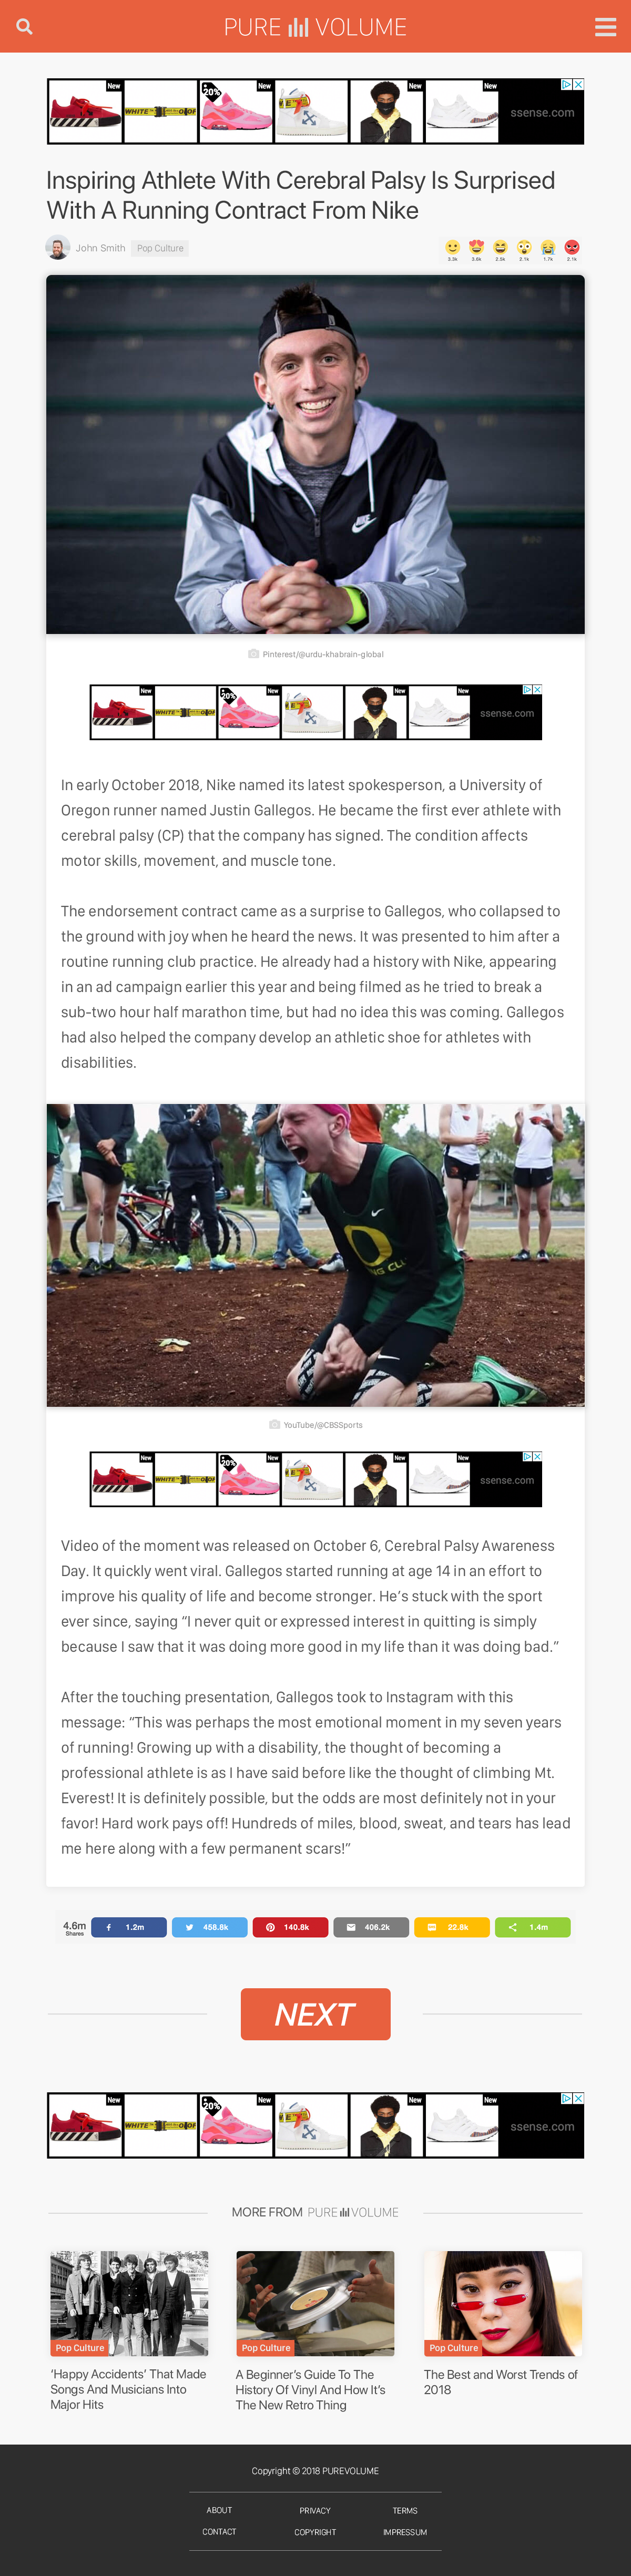 PURE VOLUME
New 20% New New New ssense.com
Inspiring Athlete With Cerebral Palsy Is Surprised
With A Running Contract From Nike
John Smith Pop Culture
3.3k 3.6k 2.5k 2.1k 1.7k 2.1k
Pinterest/@urdu-khabrain-global
New 20% New New New New ssense.com
In early October 2018, Nike named its latest spokesperson, a University of
Oregon runner named Justin Gallegos. He became the first ever athlete with
cerebral palsy (CP) that the company has signed. The condition affects
motor skills, movement, and muscle tone.
The endorsement contract came as a surprise to Gallegos, who collapsed to
the ground with joy when he heard the news. It was presented to him after a
routine running club practice. He already had a history with Nike, appearing
in an ad campaign earlier this year and being filmed as he tried to break a
sub-two hour half marathon time, but had no idea this was coming. Gallegos
had also helped the company develop an athletic shoe for athletes with
disabilities.
YouTube/@CBSSports
New 20% New New New New ssense.com
Video of the moment was released on October 6, Cerebral Palsy Awareness
Day. It quickly went viral. Gallegos started running at age 14 in an effort to
improve his quality of life and become stronger. He’s stuck with the sport
ever since, saying “I never quit or expressed interest in quitting is simply
because I saw that it was doing more good in my life than it was doing bad.”
After the touching presentation, Gallegos took to Instagram with this
message: “This was perhaps the most emotional moment in my seven years
of running! Growing up with a disability, the thought of becoming a
professional athlete is as I have said before like the thought of climbing Mt.
Everest! It is definitely possible, but the odds are most definitely not in your
favor! Hard work pays off! Hundreds of miles, blood, sweat, and tears has lead
me here along with a few permanent scars!”
4.6m 1.2m 458.8k 140.8k 406.2k 22.8k 1.4m
Shares
NEXT
New 20% New New New ssense.com
MORE FROM PURE VOLUME
Pop Culture Pop Culture Pop Culture
‘Happy Accidents’ That Made
Songs And Musicians Into
Major Hits
A Beginner’s Guide To The
History Of Vinyl And How It’s
The New Retro Thing
The Best and Worst Trends of
2018
Copyright © 2018 PUREVOLUME
ABOUT PRIVACY TERMS
CONTACT COPYRIGHT IMPRESSUM